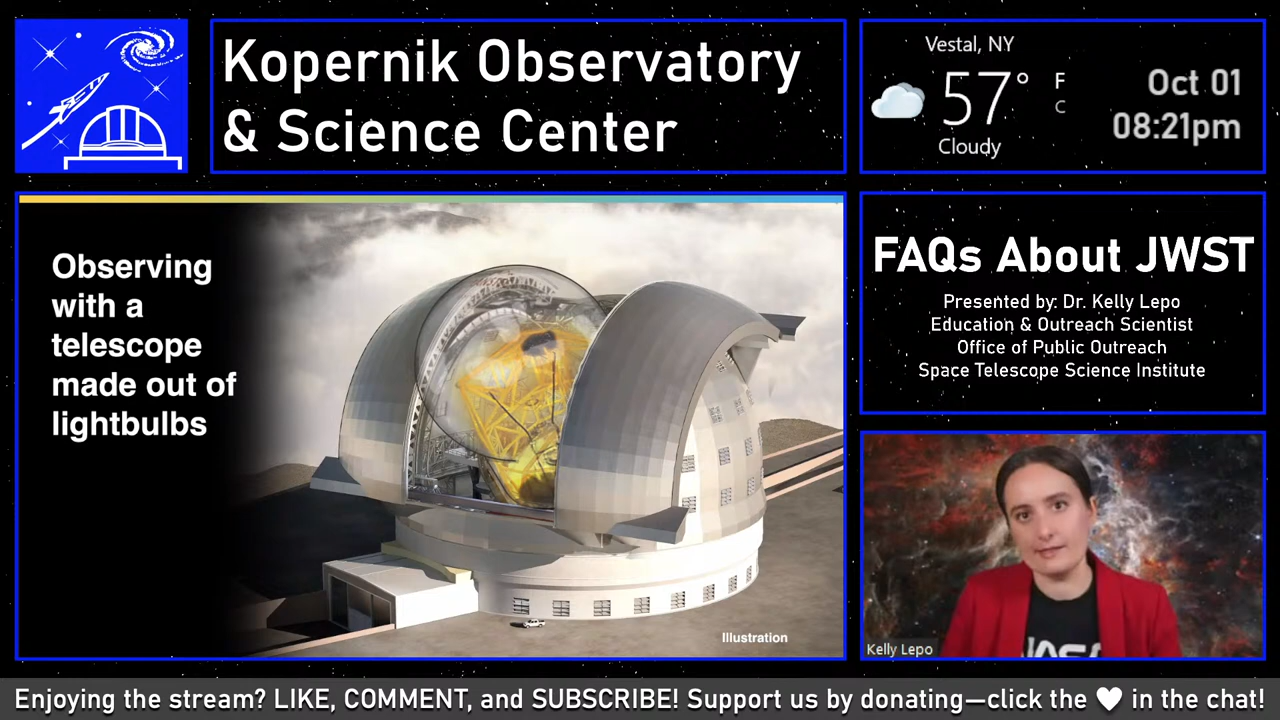 Kopernik Observatory
& Science Center
Vestal, NY
57° F
C
Cloudy
Oct 01
08:21pm
Observing
with a
telescope
made out of
lightbulbs
Illustration
FAQs About JWST
Presented by: Dr. Kelly Lepo
Education & Outreach Scientist
Office of Public Outreach
Space Telescope Science Institute
NASA
Kelly Lepo
Enjoying the stream? LIKE, COMMENT, and SUBSCRIBE! Support us by donating—click the ♥ in the chat!